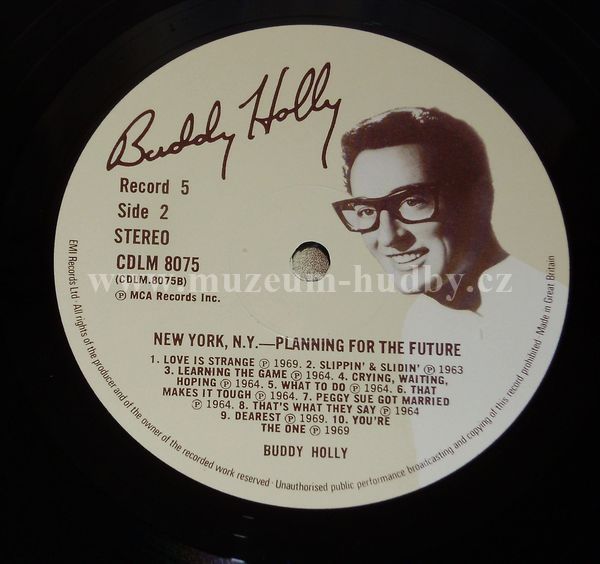 Buddy Holly
Record 5
Side 2
STEREO
CDLM 8075
(CDLM.8075B)
℗ MCA Records Inc.
www.muzeum-hudby.cz
NEW YORK, N.Y.—PLANNING FOR THE FUTURE
1. LOVE IS STRANGE ℗ 1969. 2. SLIPPIN' & SLIDIN' ℗ 1963
3. LEARNING THE GAME ℗ 1964. 4. CRYING, WAITING,
HOPING ℗ 1964. 5. WHAT TO DO ℗ 1964. 6. THAT
MAKES IT TOUGH ℗ 1964. 7. PEGGY SUE GOT MARRIED
℗ 1964. 8. THAT'S WHAT THEY SAY ℗ 1964
9. DEAREST ℗ 1969. 10. YOU'RE
THE ONE ℗ 1969
BUDDY HOLLY
EMI Records Ltd · All rights of the producer and of the owner of the recorded work reserved · Unauthorised public performance broadcasting and copying of this record prohibited · Made in Great Britain